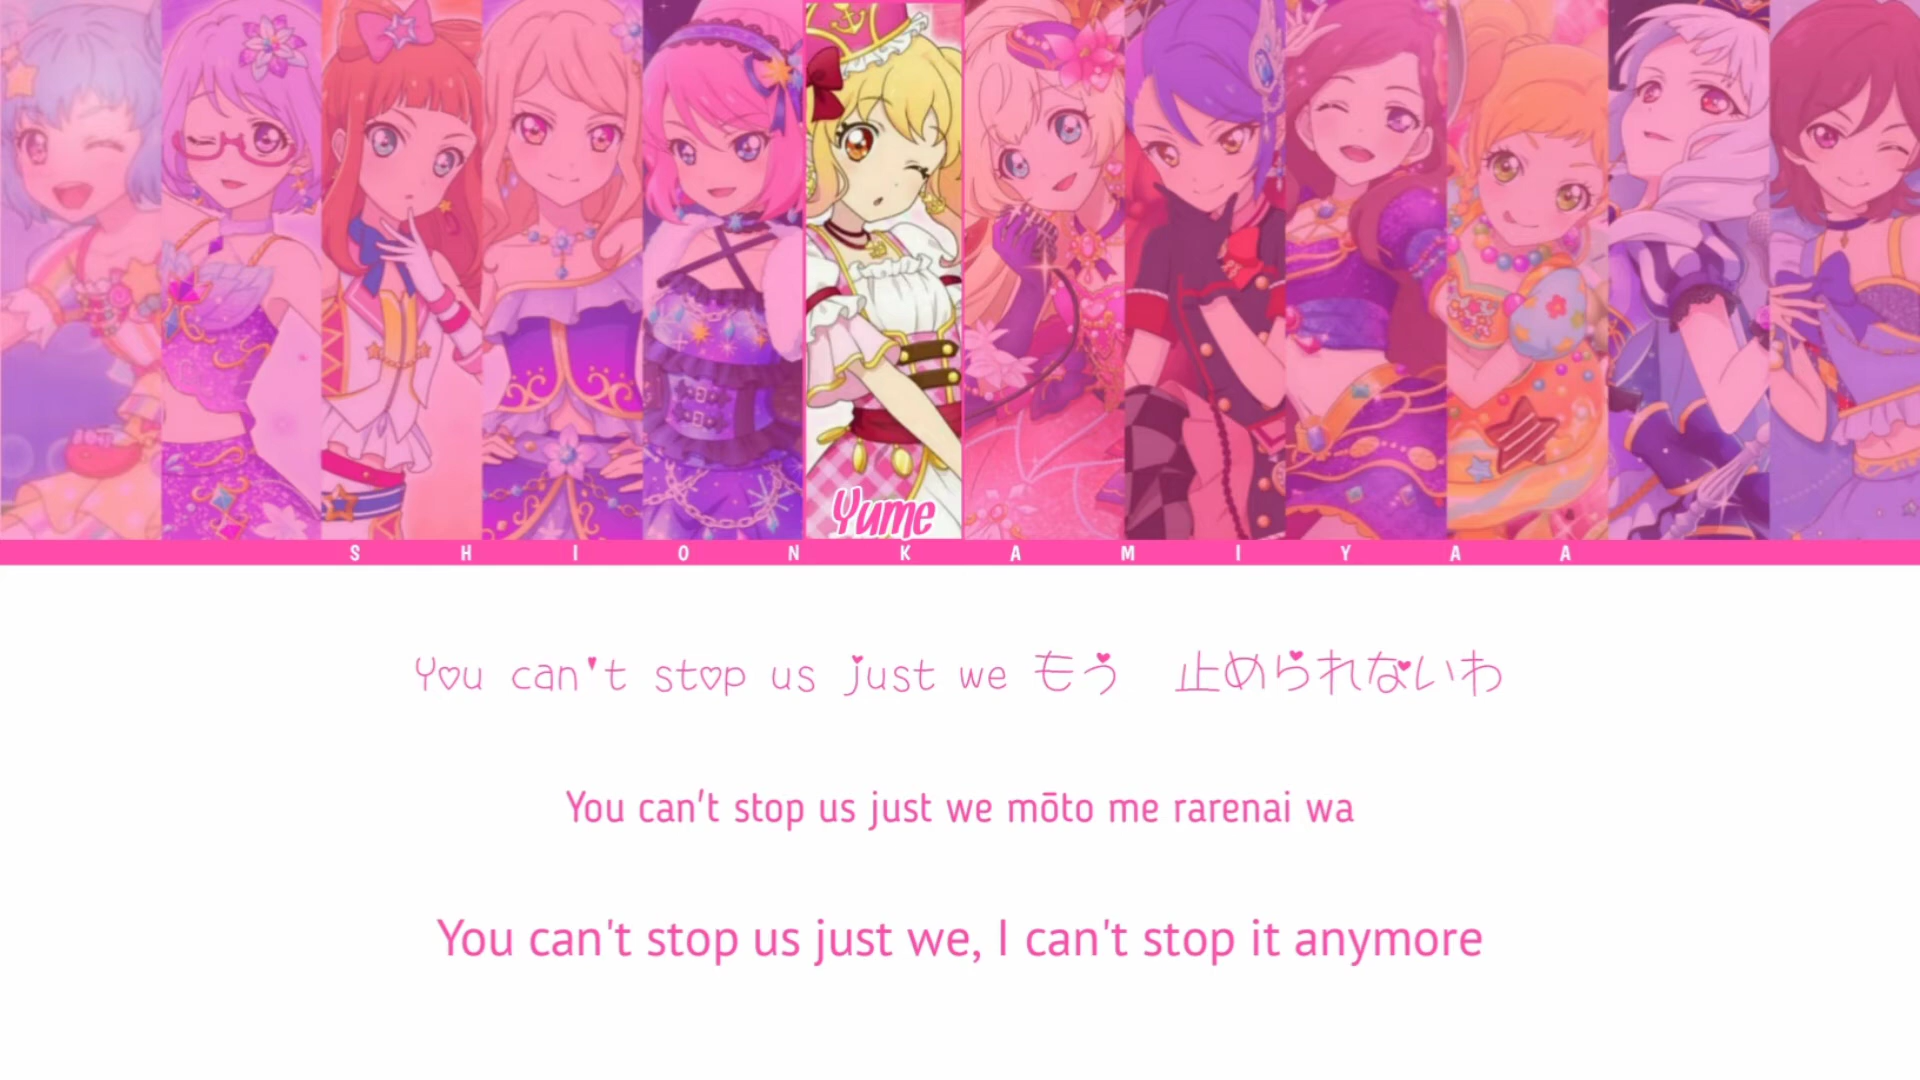 Yume
S H I O N K A M I Y A A
You can't stop us just we もう　止められないわ
You can't stop us just we mōto me rarenai wa
You can't stop us just we, I can't stop it anymore